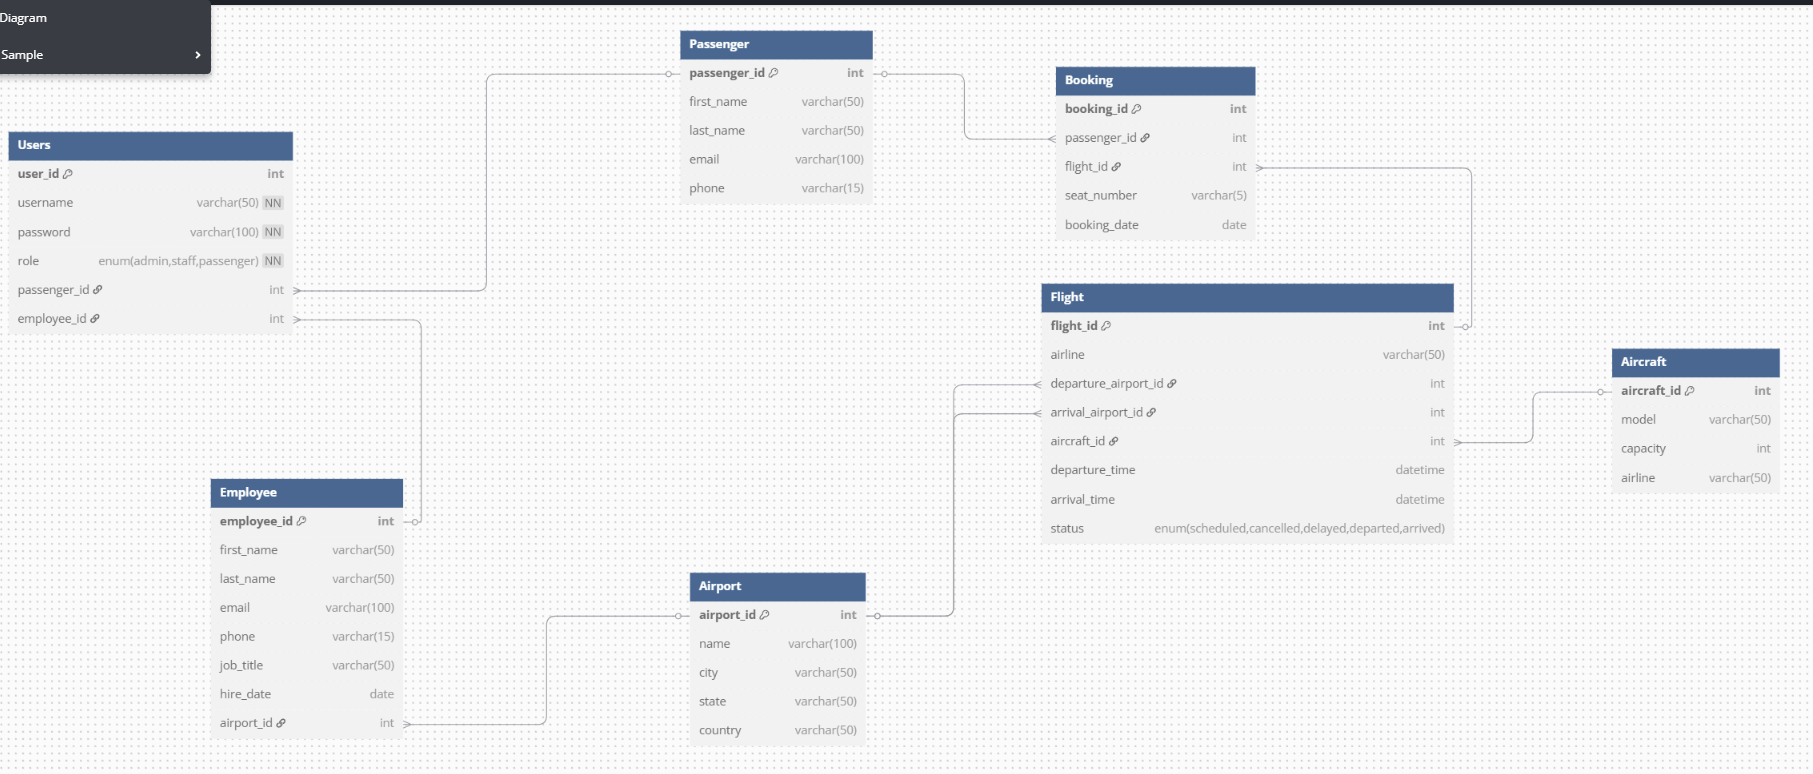 Diagram
Sample
Passenger
passenger_id int
first_name varchar(50)
last_name varchar(50)
email varchar(100)
phone varchar(15)
Booking
booking_id int
passenger_id int
flight_id int
seat_number varchar(5)
booking_date date
Users
user_id int
username varchar(50) NN
password varchar(100) NN
role enum(admin,staff,passenger) NN
passenger_id int
employee_id int
Flight
flight_id int
airline varchar(50)
departure_airport_id int
arrival_airport_id int
aircraft_id int
departure_time datetime
arrival_time datetime
status enum(scheduled,cancelled,delayed,departed,arrived)
Aircraft
aircraft_id int
model varchar(50)
capacity int
airline varchar(50)
Employee
employee_id int
first_name varchar(50)
last_name varchar(50)
email varchar(100)
phone varchar(15)
job_title varchar(50)
hire_date date
airport_id int
Airport
airport_id int
name varchar(100)
city varchar(50)
state varchar(50)
country varchar(50)